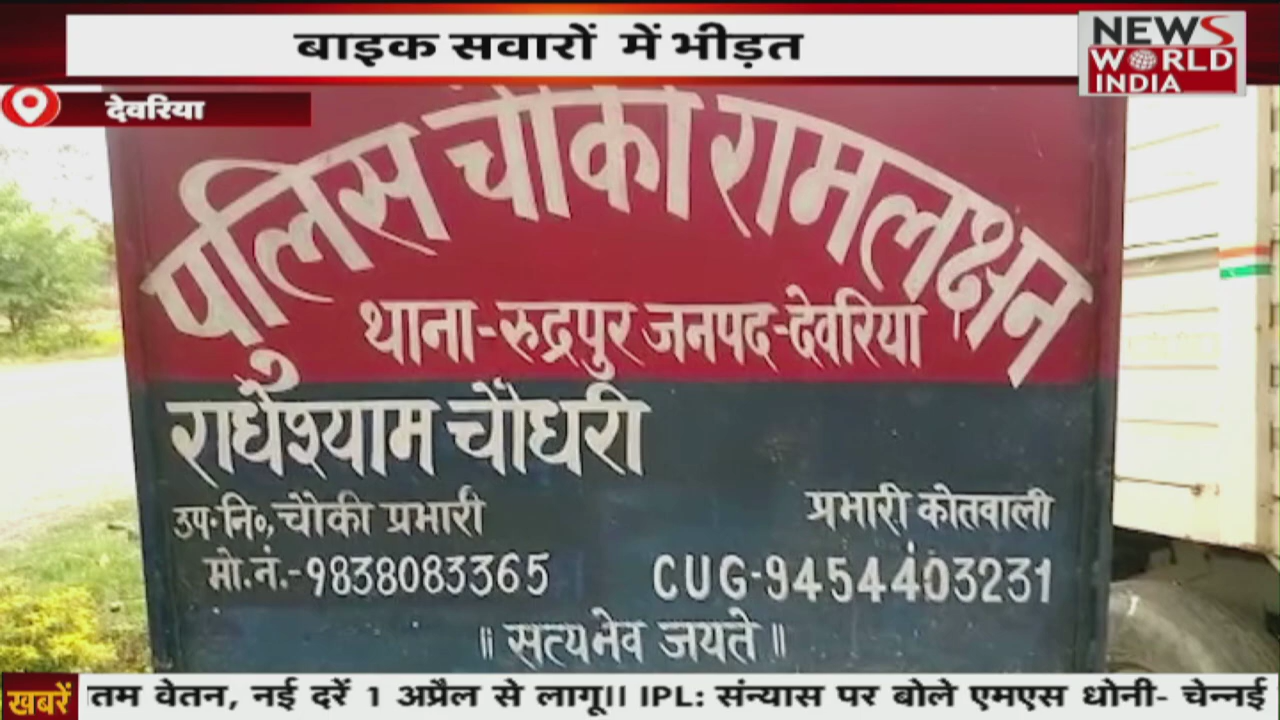 बाइक सवारों में भीड़त
NEWS
WORLD
INDIA
देवरिया
पुलिस चौकी रामलक्षन
थाना-रुद्रपुर जनपद-देवरिया
राधेश्याम चौधरी
उप॰नि॰, चौकी प्रभारी
मो.नं.-9838083365
प्रभारी कोतवाली
CUG-9454403231
॥ सत्यमेव जयते ॥
खबरें
तम वेतन, नई दरें 1 अप्रैल से लागू।। IPL: संन्यास पर बोले एमएस धोनी- चेन्नई